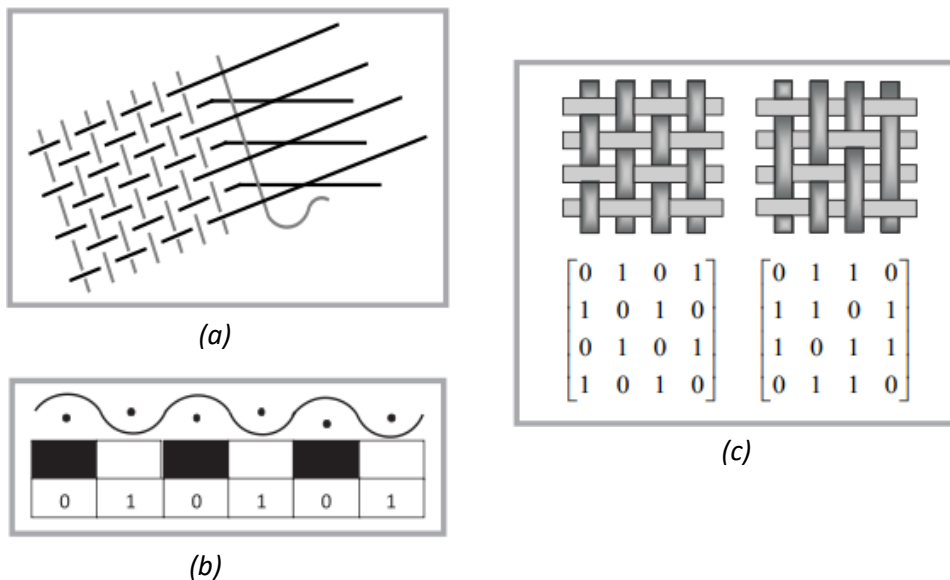 (a)
0 1 0 1 0 1
(b)
0 1 0 1
1 0 1 0
0 1 0 1
1 0 1 0
0 1 1 0
1 1 0 1
1 0 1 1
0 1 1 0
(c)